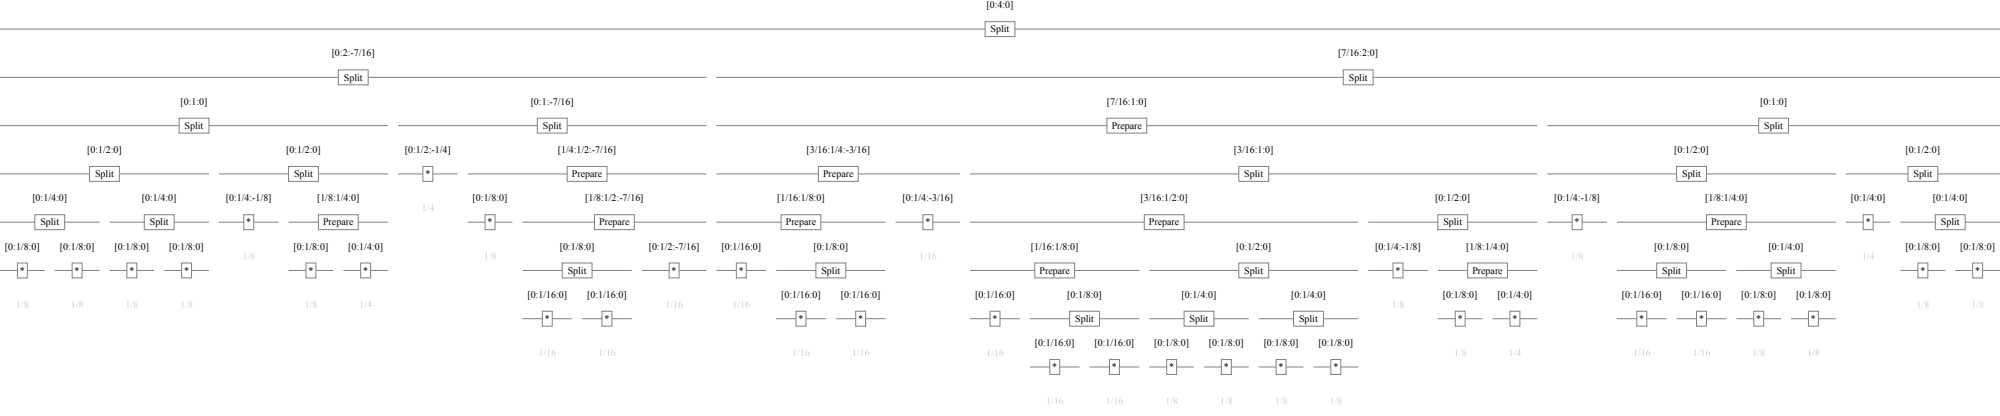 [0:4:0]
Split
[0:2:-7/16] [7/16:2:0]
Split Split
[0:1:0] [0:1:-7/16] [7/16:1:0] [0:1:0]
Split Split Prepare Split
[0:1/2:0] [0:1/2:0] [0:1/2:-1/4] [1/4:1/2:-7/16] [3/16:1/4:-3/16] [3/16:1:0] [0:1/2:0] [0:1/2:0]
Split Split * Prepare Prepare Split Split Split
[0:1/4:0] [0:1/4:0] [0:1/4:-1/8] [1/8:1/4:0] 1/4 [0:1/8:0] [1/8:1/2:-7/16] [1/16:1/8:0] [0:1/4:-3/16] [3/16:1/2:0] [0:1/2:0] [0:1/4:-1/8] [1/8:1/4:0] [0:1/4:0] [0:1/4:0]
Split Split * Prepare * Prepare Prepare * Prepare Split * Prepare * Split
[0:1/8:0] [0:1/8:0] [0:1/8:0] [0:1/8:0] 1/8 [0:1/8:0] [0:1/4:0] 1/8 [0:1/8:0] [0:1/2:-7/16] [0:1/16:0] [0:1/8:0] 1/16 [1/16:1/8:0] [0:1/2:0] [0:1/4:-1/8] [1/8:1/4:0] 1/8 [0:1/8:0] [0:1/4:0] 1/4 [0:1/8:0] [0:1/8:0]
* * * * * * Split * * Split Prepare Split * Prepare Split Split * *
1/8 1/8 1/8 1/8 1/8 1/4 [0:1/16:0] [0:1/16:0] 1/16 1/16 [0:1/16:0] [0:1/16:0] [0:1/16:0] [0:1/8:0] [0:1/4:0] [0:1/4:0] 1/8 [0:1/8:0] [0:1/4:0] [0:1/16:0] [0:1/16:0] [0:1/8:0] [0:1/8:0] 1/8 1/8
* * * * * Split Split Split * * * * * *
1/16 1/16 1/16 1/16 1/16 [0:1/16:0] [0:1/16:0] [0:1/8:0] [0:1/8:0] [0:1/8:0] [0:1/8:0] 1/8 1/4 1/16 1/16 1/8 1/8
* * * * * *
1/16 1/16 1/8 1/8 1/8 1/8